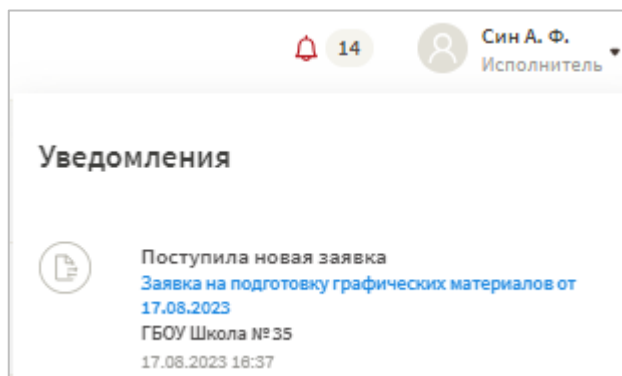 14
Син А. Ф.
Исполнитель
Уведомления
Поступила новая заявка
Заявка на подготовку графических материалов от
17.08.2023
ГБОУ Школа № 35
17.08.2023 16:37